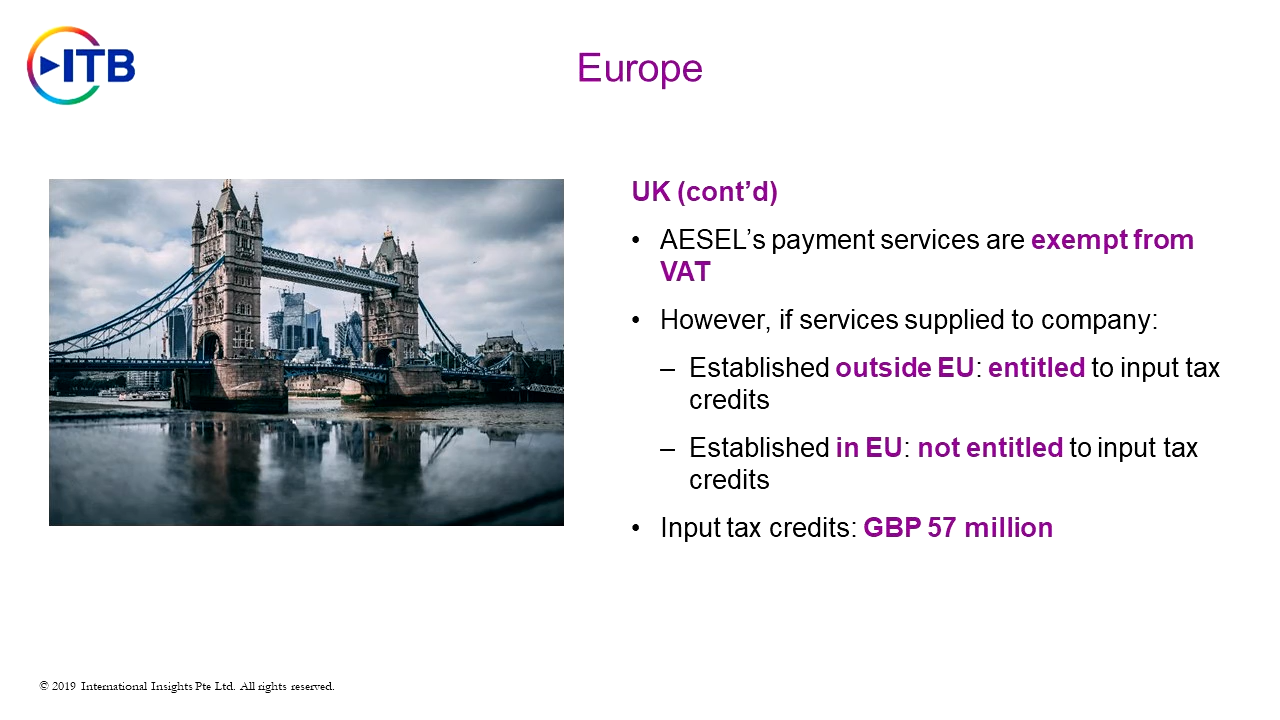 ITB
Europe
UK (cont’d)
• AESEL’s payment services are exempt from
VAT
• However, if services supplied to company:
– Established outside EU: entitled to input tax
credits
– Established in EU: not entitled to input tax
credits
• Input tax credits: GBP 57 million
© 2019 International Insights Pte Ltd. All rights reserved.